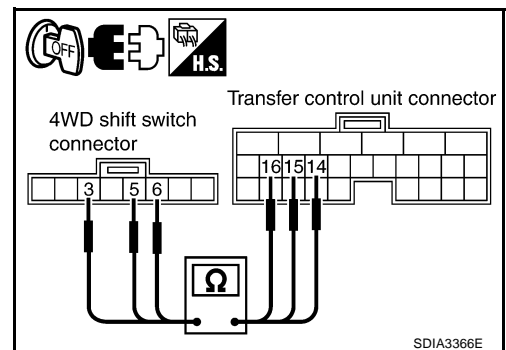 OFF
H.S.
Transfer control unit connector
4WD shift switch
connector
16 15 14
3 5 6
Ω
SDIA3366E